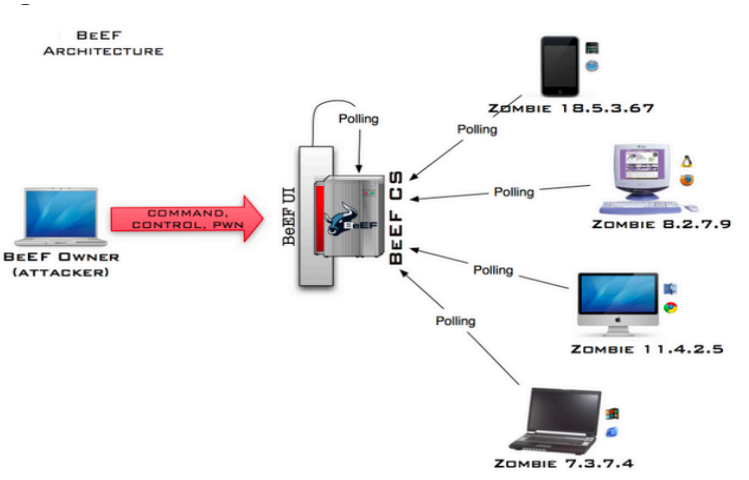 BeEF
Architecture
Polling
Zombie 18.5.3.67
Polling
BeEF UI
BeEF CS
Polling
Command,
Control, Pwn
BeEF
Zombie 8.2.7.9
BeEF Owner
(attacker)
Polling
Zombie 11.4.2.5
Polling
Zombie 7.3.7.4